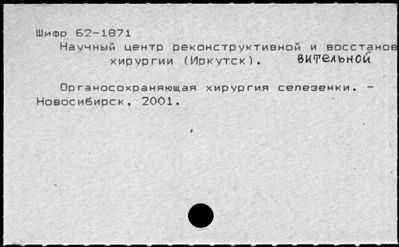 Шифр Б2-1871
Научный центр реконструктивной и восстанов
хирургии (Иркутск). вительной
Органосохраняющая хирургия селезенки. -
Новосибирск, 2001.